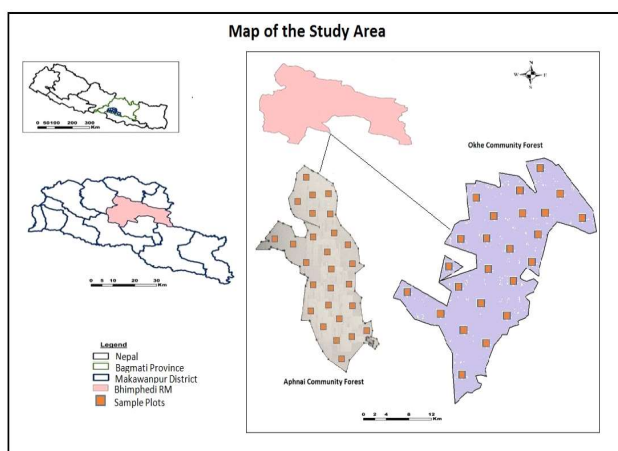 Map of the Study Area
0 50100 200 300
Km
W E
S
Okhe Community Forest
0 5 10 20 30
Km
Legend
Nepal
Bagmati Province
Makawanpur District
Bhimphedi RM
Sample Plots
Aphnai Community Forest
0 2 4 8 12
Km